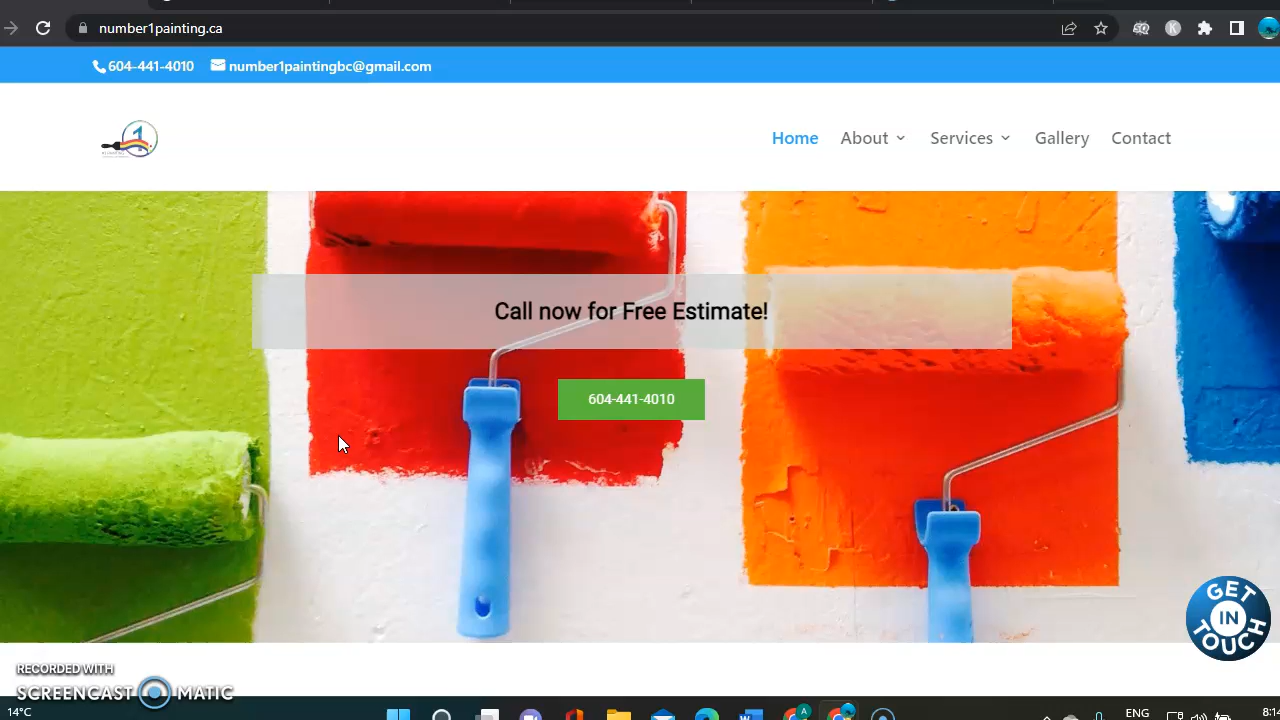 number1painting.ca
604-441-4010 number1paintingbc@gmail.com
1
Home About Services Gallery Contact
Call now for Free Estimate!
604-441-4010
GET
IN
TOUCH
RECORDED WITH
SCREENCAST MATIC
14°C
ENG